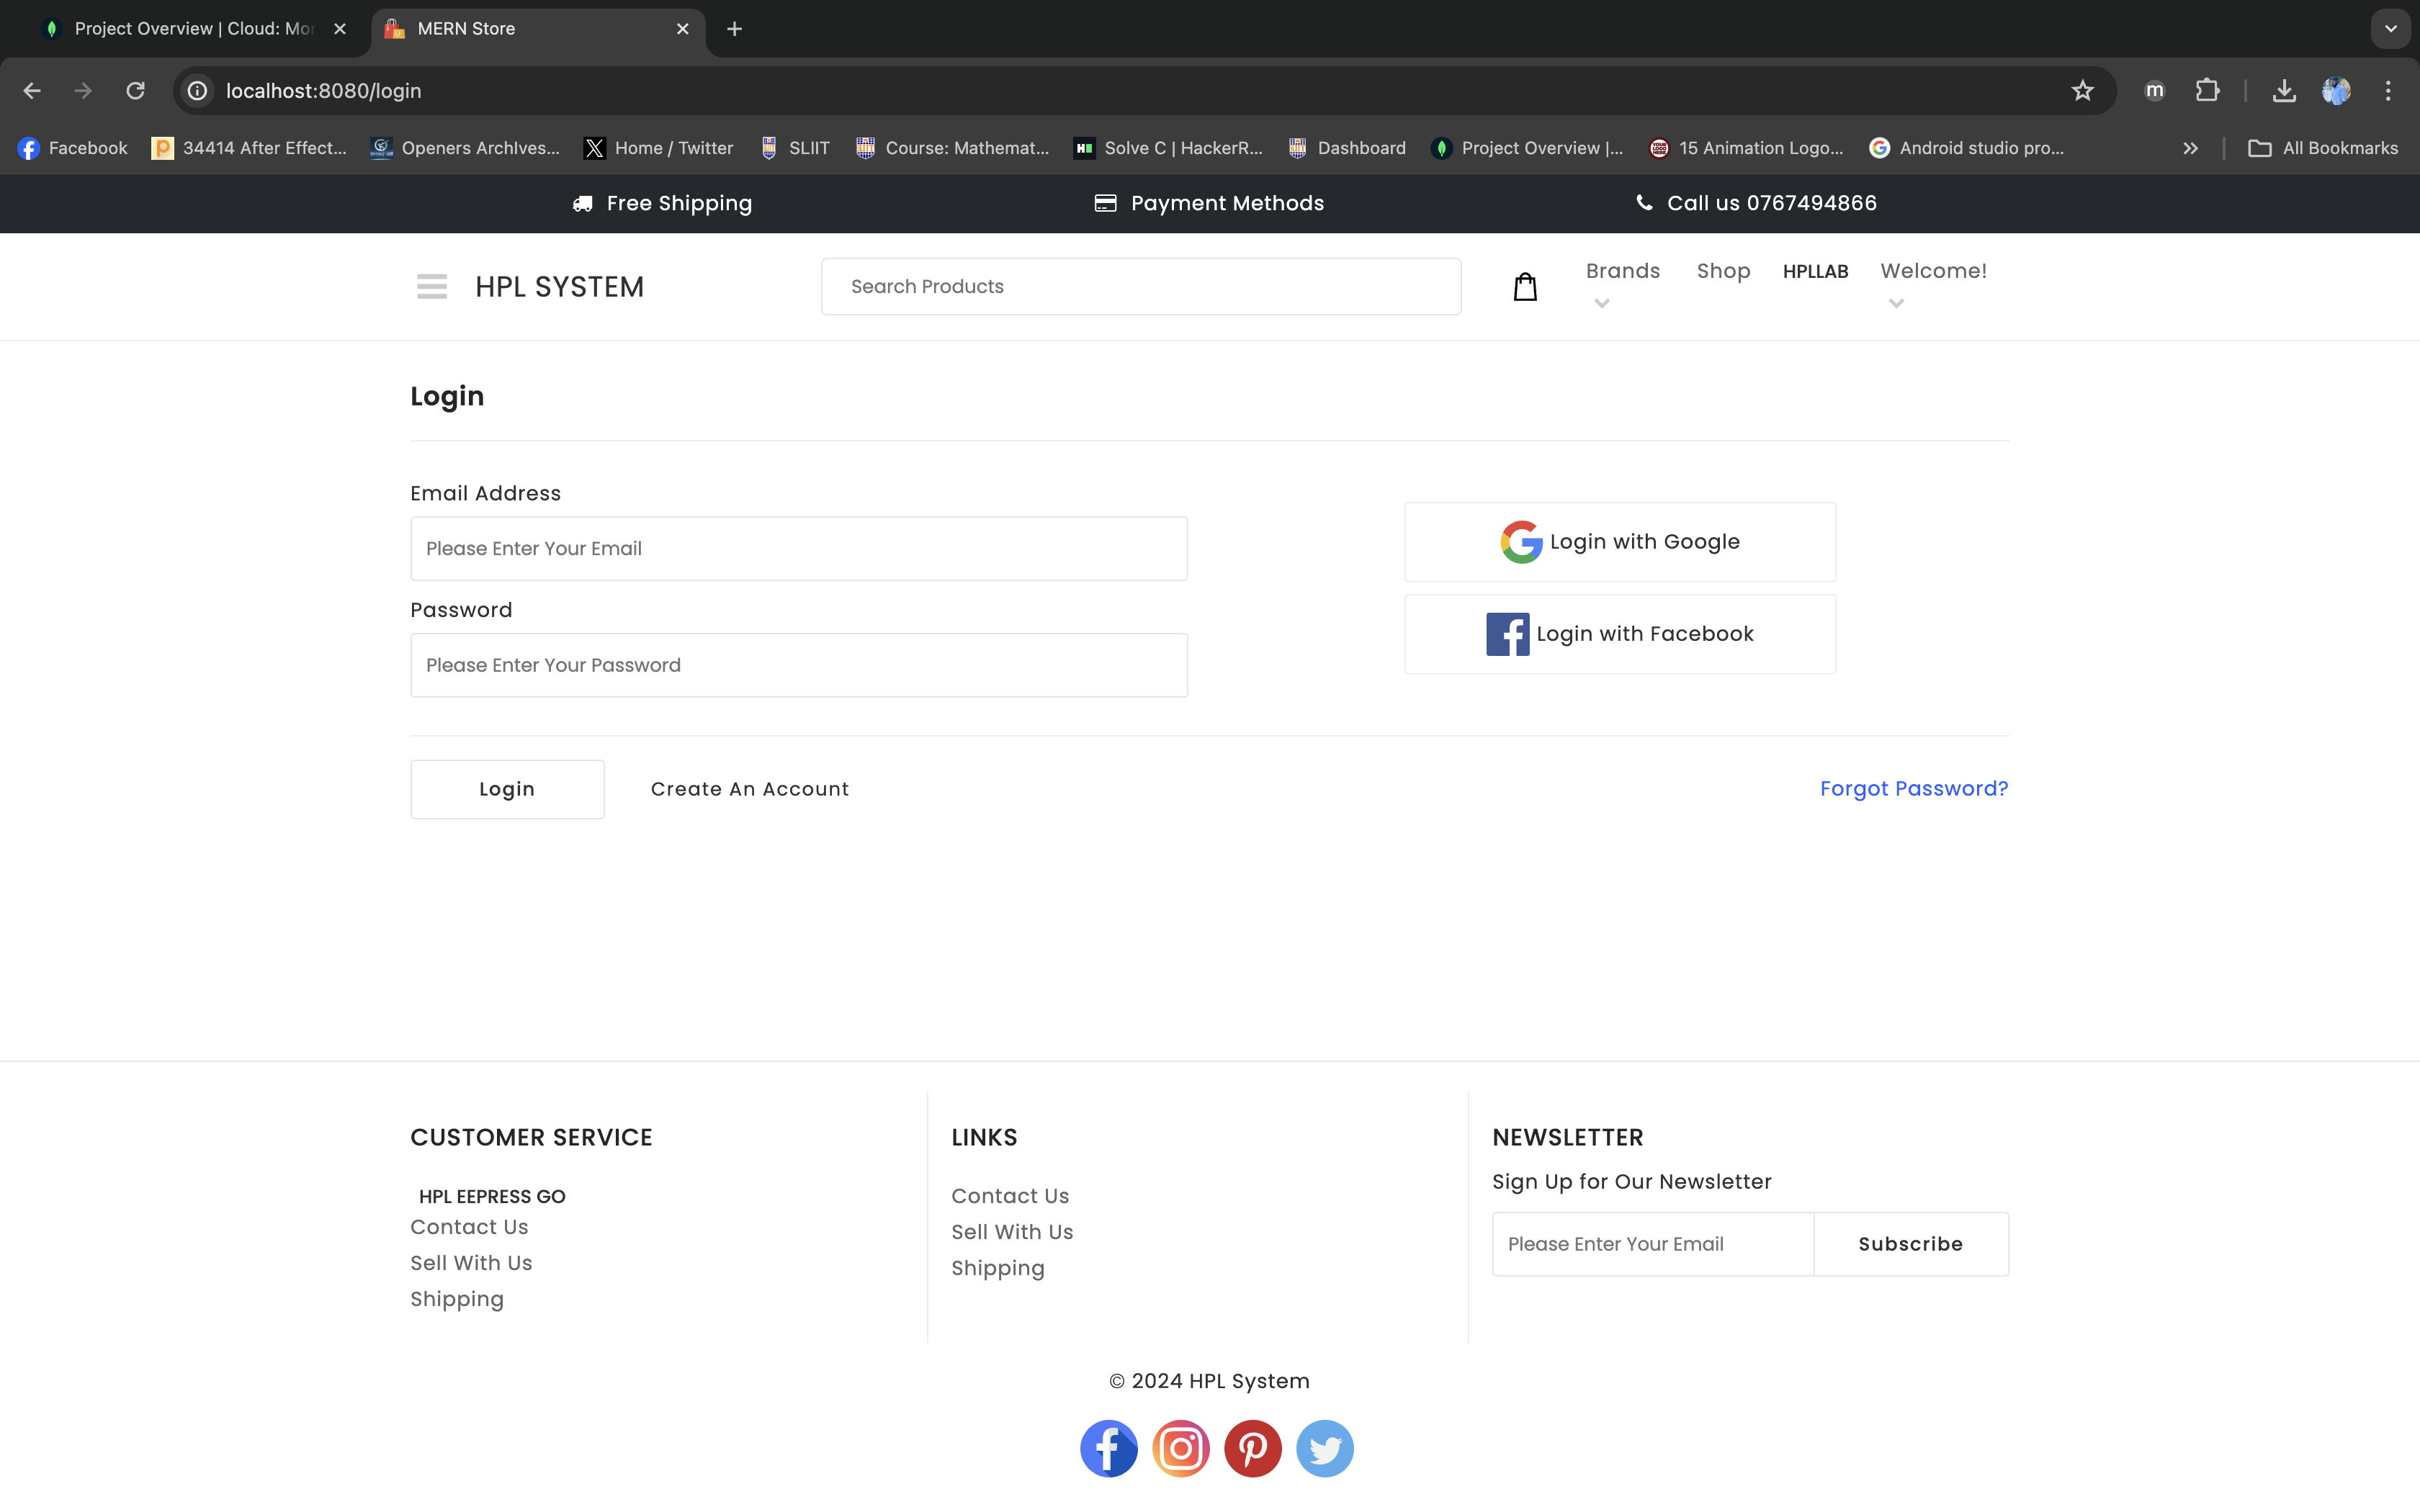 Project Overview | Cloud: Mon
MERN Store
localhost:8080/login
m
Facebook
34414 After Effect...
Openers ArchIves...
Home / Twitter
SLIIT
Course: Mathemat...
Solve C | HackerR...
Dashboard
Project Overview |...
15 Animation Logo...
Android studio pro...
All Bookmarks
Free Shipping
Payment Methods
Call us 0767494866
HPL SYSTEM
Search Products
Brands
Shop
HPLLAB
Welcome!
Login
Email Address
Please Enter Your Email
Password
Please Enter Your Password
Login with Google
Login with Facebook
Login
Create An Account
Forgot Password?
CUSTOMER SERVICE
HPL EEPRESS GO
Contact Us
Sell With Us
Shipping
LINKS
Contact Us
Sell With Us
Shipping
NEWSLETTER
Sign Up for Our Newsletter
Please Enter Your Email
Subscribe
© 2024 HPL System